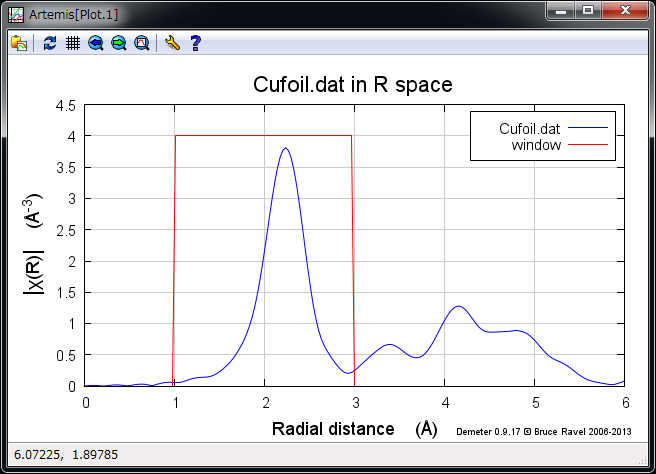 Artemis[Plot.1]
Cufoil.dat in R space
Cufoil.dat
window
4.5
4
3.5
3
2.5
2
1.5
1
0.5
0
|χ(R)| (Å-3)
0 1 2 3 4 5 6
Radial distance (Å)
Demeter 0.9.17 © Bruce Ravel 2006-2013
6.07225, 1.89785